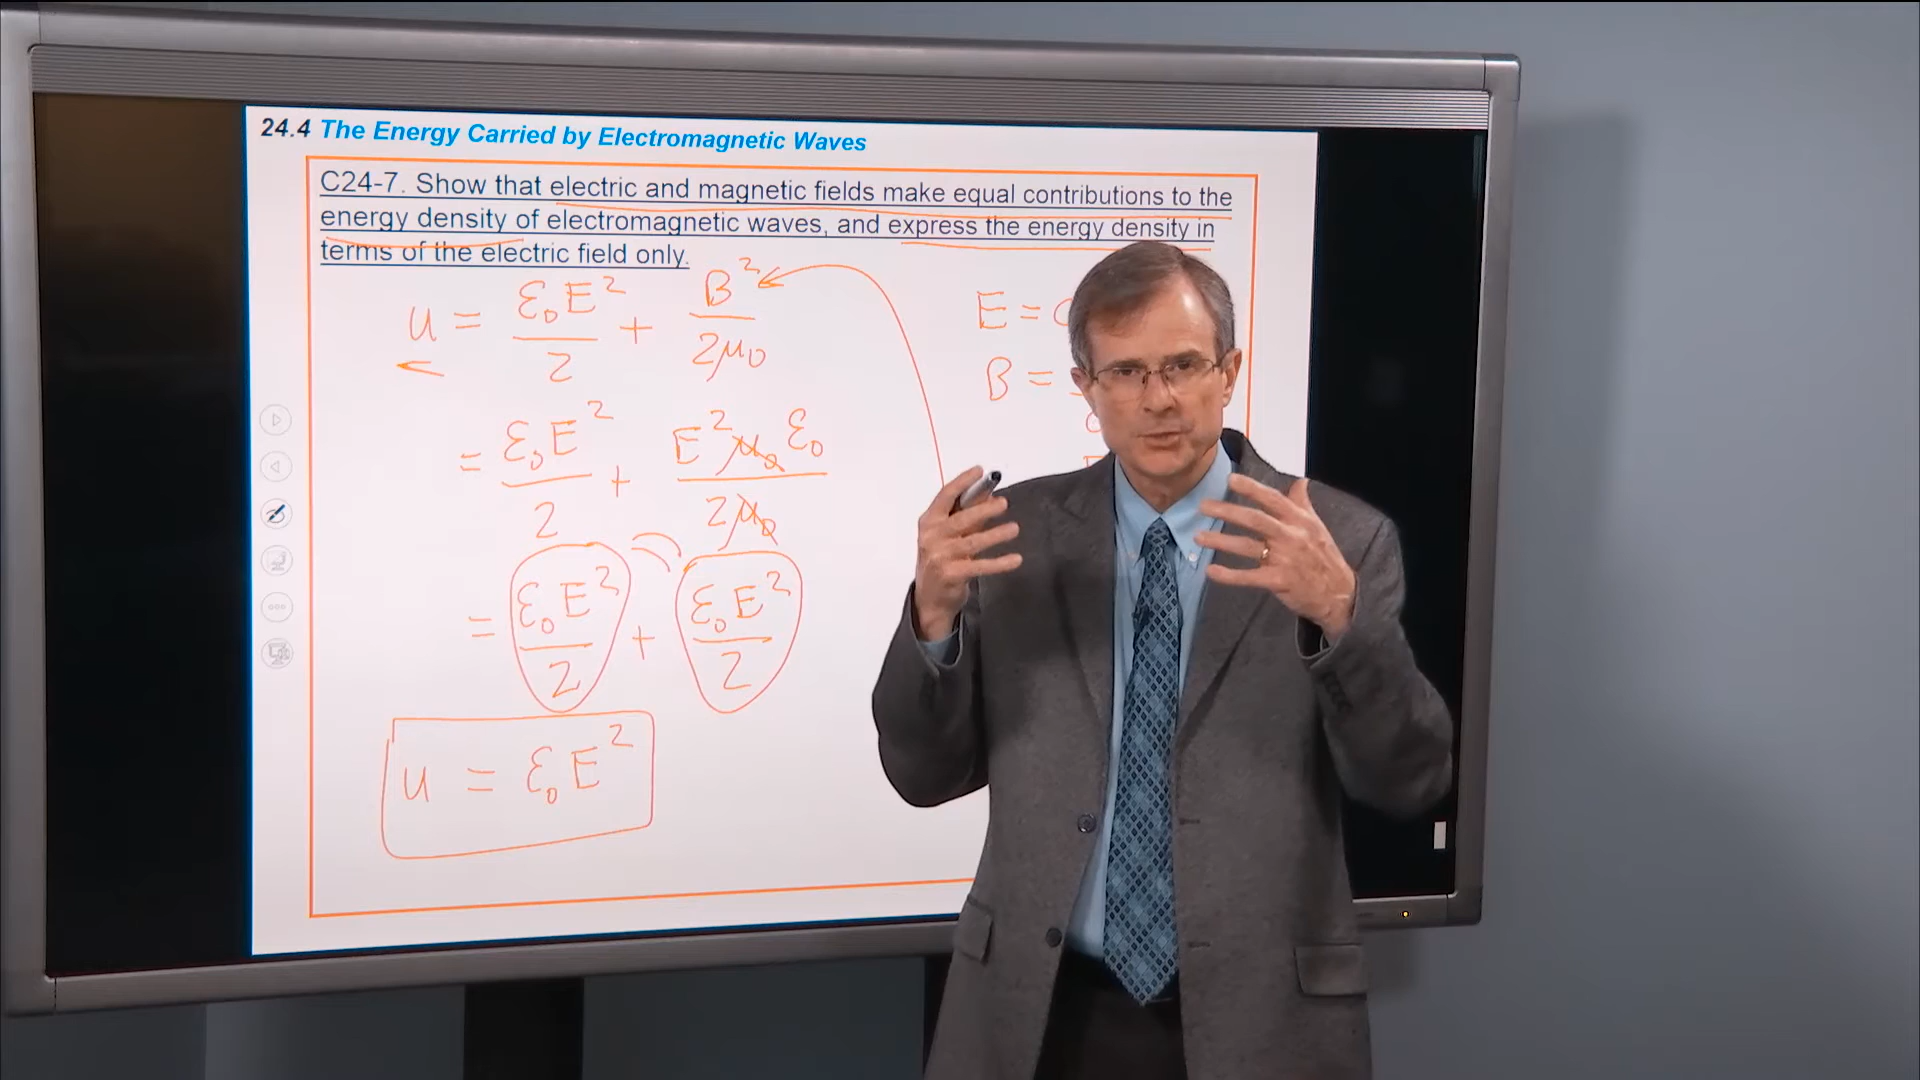 24.4 The Energy Carried by Electromagnetic Waves
C24-7. Show that electric and magnetic fields make equal contributions to the
energy density of electromagnetic waves, and express the energy density in
terms of the electric field only.
u = ε₀E²/2 + B²/2μ₀
= ε₀E²/2 + E²μ₀ε₀/2μ₀
= ε₀E²/2 + ε₀E²/2
u = ε₀E²
E =
B =